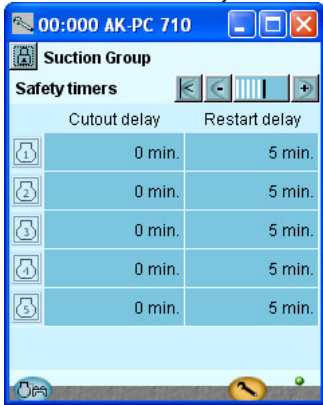 00:000 AK-PC 710
Suction Group
Safety timers
Cutout delay Restart delay
1 0 min. 5 min.
2 0 min. 5 min.
3 0 min. 5 min.
4 0 min. 5 min.
5 0 min. 5 min.